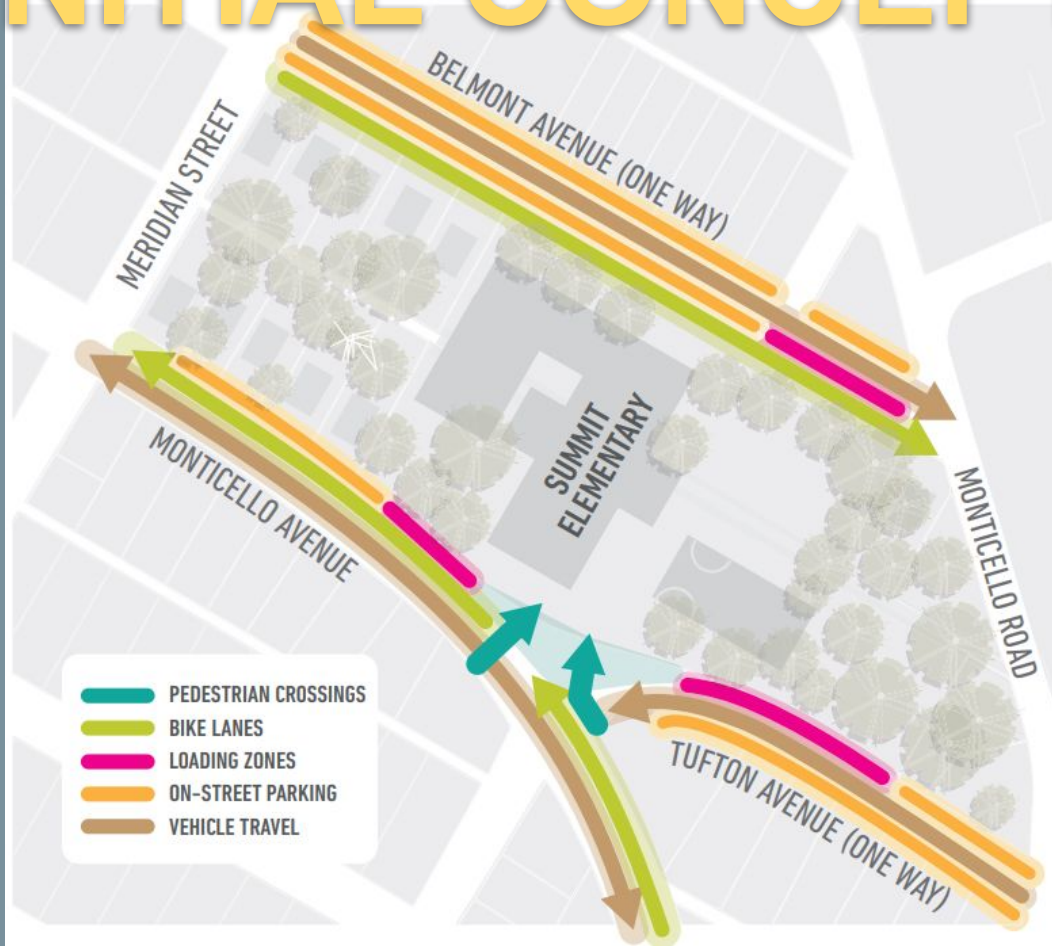 BELMONT AVENUE (ONE WAY)
MERIDIAN STREET
SUMMIT
ELEMENTARY
MONTICELLO AVENUE
MONTICELLO ROAD
TUFTON AVENUE (ONE WAY)
PEDESTRIAN CROSSINGS
BIKE LANES
LOADING ZONES
ON-STREET PARKING
VEHICLE TRAVEL